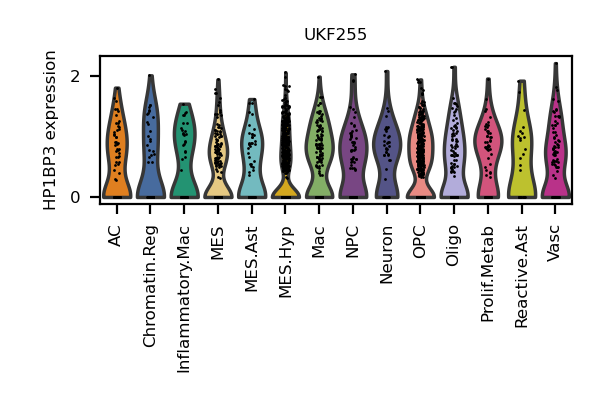 UKF255
HP1BP3 expression
2
0
AC
Chromatin.Reg
Inflammatory.Mac
MES
MES.Ast
MES.Hyp
Mac
NPC
Neuron
OPC
Oligo
Prolif.Metab
Reactive.Ast
Vasc